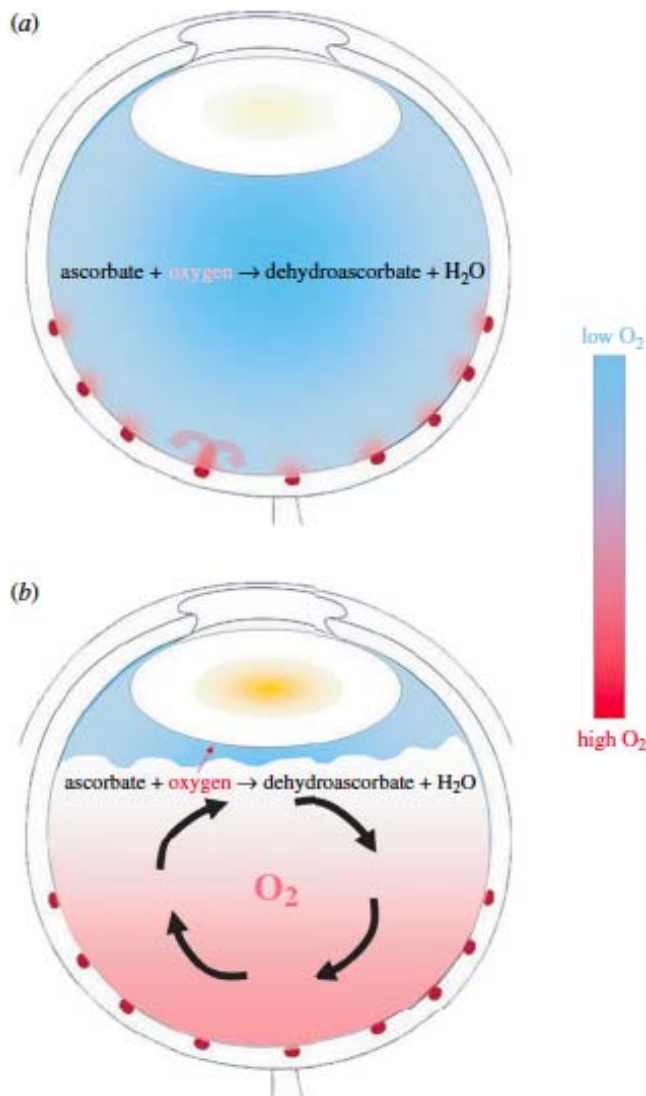 (a)
ascorbate + oxygen → dehydroascorbate + H₂O
low O₂
high O₂
(b)
ascorbate + oxygen → dehydroascorbate + H₂O
O₂